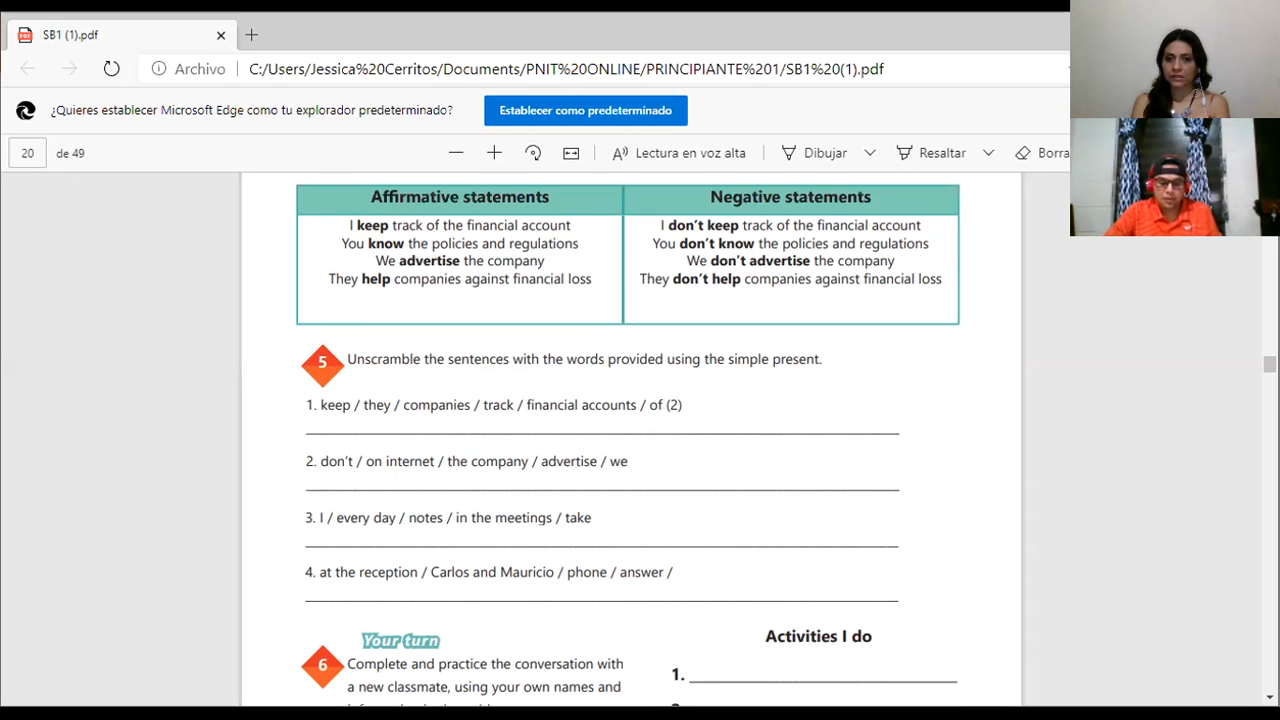 SB1 (1).pdf
Archivo
C:/Users/Jessica%20Cerritos/Documents/PNIT%20ONLINE/PRINCIPIANTE%201/SB1%20(1).pdf
¿Quieres establecer Microsoft Edge como tu explorador predeterminado?
Establecer como predeterminado
20 de 49
Lectura en voz alta
Dibujar
Resaltar
Borra
Affirmative statements
I keep track of the financial account
You know the policies and regulations
We advertise the company
They help companies against financial loss
Negative statements
I don't keep track of the financial account
You don't know the policies and regulations
We don't advertise the company
They don't help companies against financial loss
5 Unscramble the sentences with the words provided using the simple present.
1. keep / they / companies / track / financial accounts / of (2)
2. don't / on internet / the company / advertise / we
3. I / every day / notes / in the meetings / take
4. at the reception / Carlos and Mauricio / phone / answer /
Your turn
6 Complete and practice the conversation with
a new classmate, using your own names and
Activities I do
1.